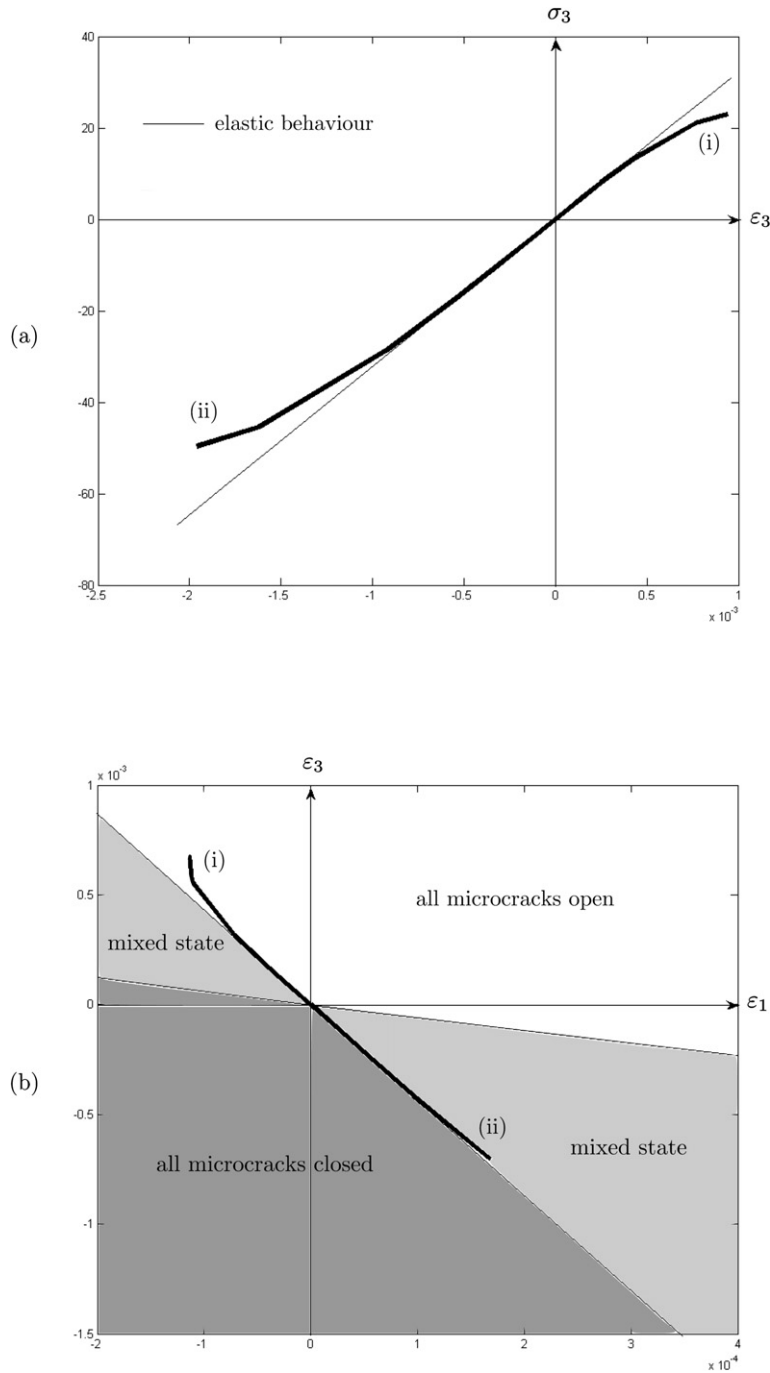 σ₃
40
elastic behaviour
20
(i)
0
ε₃
-20
(a)
(ii)
-40
-60
-80
-2.5 -2 -1.5 -1 -0.5 0 0.5 1
x 10⁻³
ε₃
x 10⁻³
1
(i)
0.5
all microcracks open
mixed state
0
ε₁
(b)
-0.5
(ii)
all microcracks closed
mixed state
-1
-1.5
-2 -1 0 1 2 3 4
x 10⁻⁴